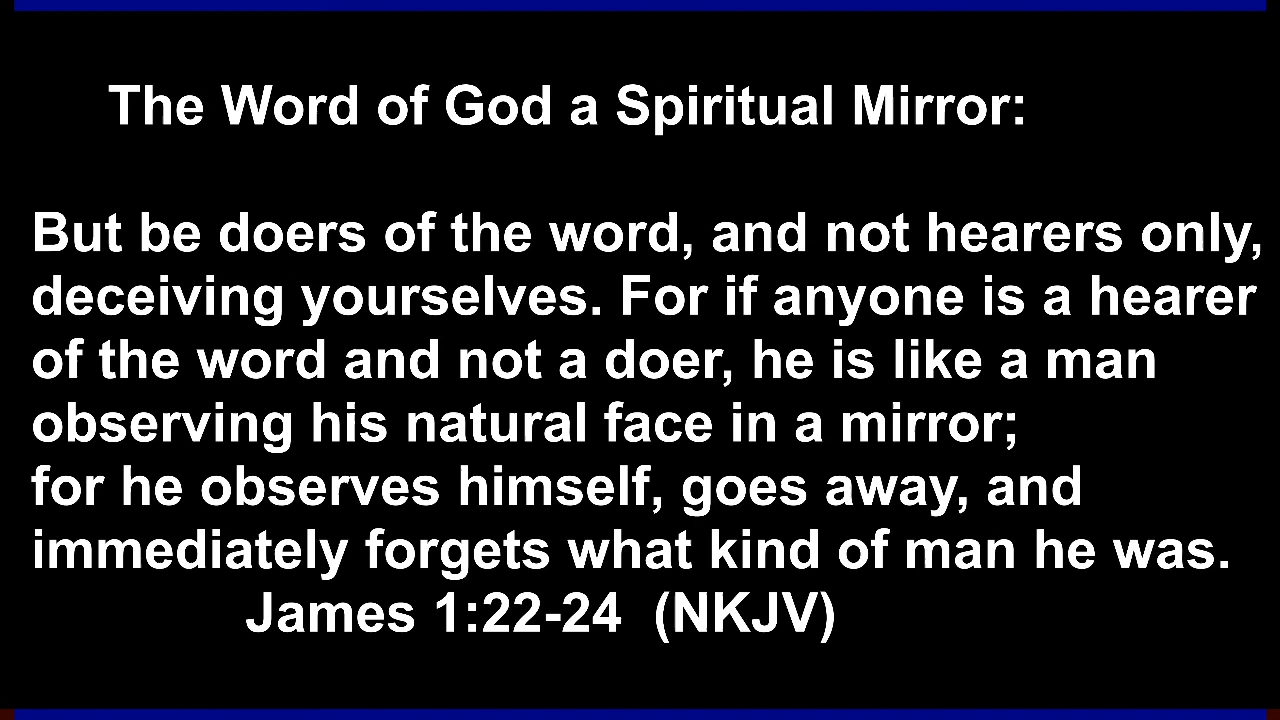 The Word of God a Spiritual Mirror:
But be doers of the word, and not hearers only,
deceiving yourselves. For if anyone is a hearer
of the word and not a doer, he is like a man
observing his natural face in a mirror;
for he observes himself, goes away, and
immediately forgets what kind of man he was.
James 1:22-24 (NKJV)